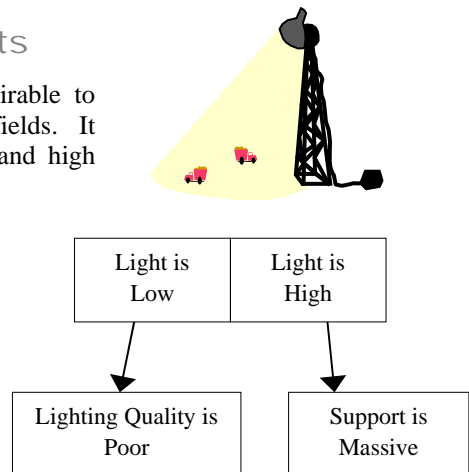 ts
irable to
fields. It
and high
Light is
Low
Light is
High
Lighting Quality is
Poor
Support is
Massive